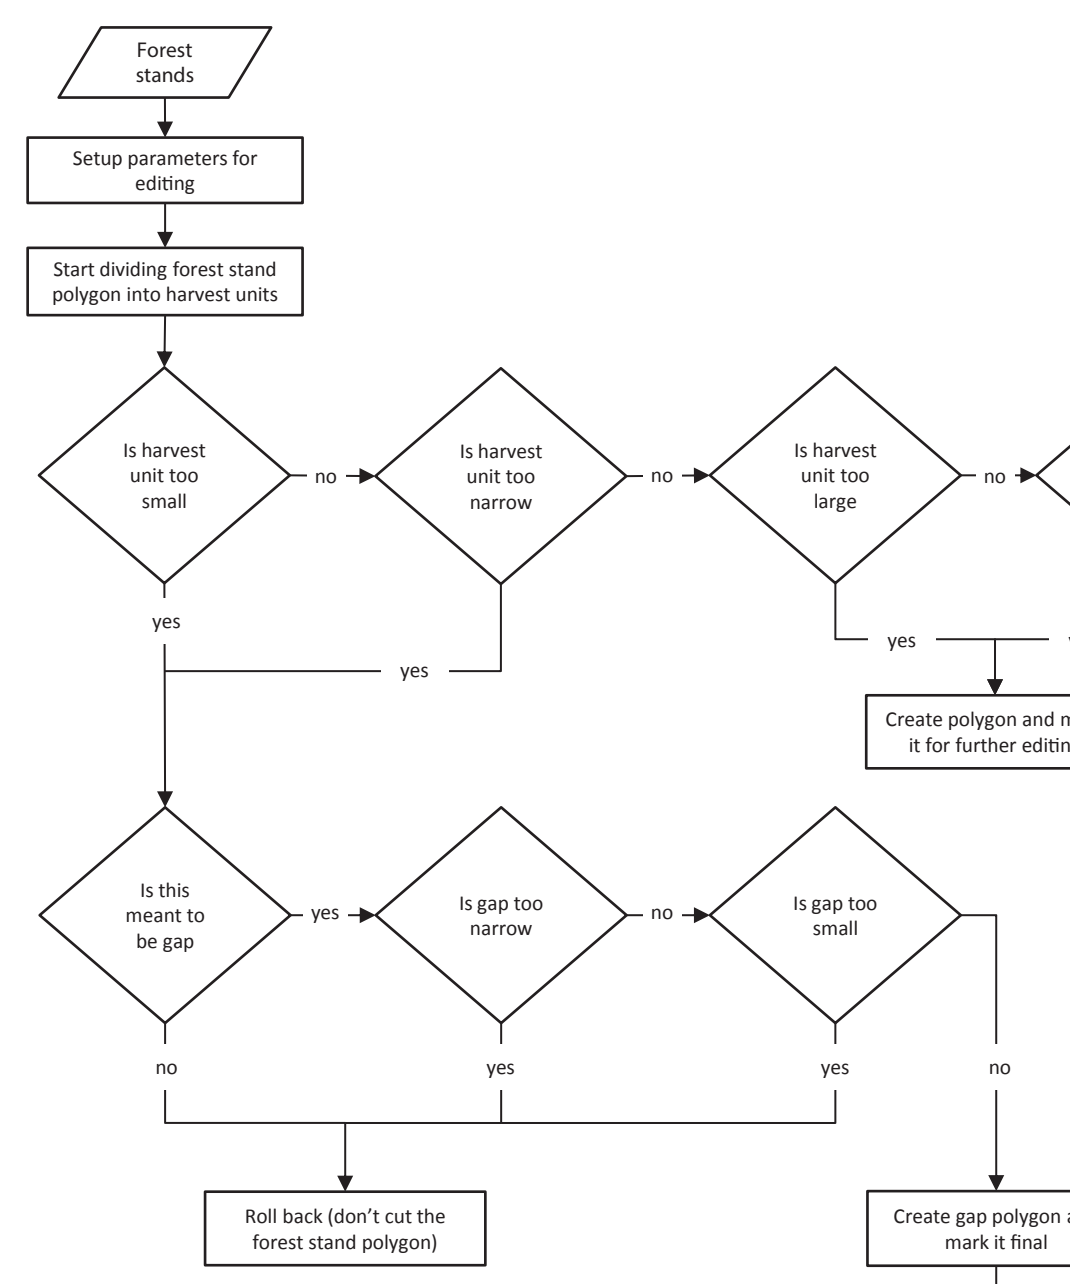 Forest
stands
Setup parameters for
editing
Start dividing forest stand
polygon into harvest units
Is harvest
unit too
small
no
Is harvest
unit too
narrow
no
Is harvest
unit too
large
no
yes
yes
yes
Create polygon and
it for further
Is this
meant to
be gap
yes
Is gap too
narrow
no
Is gap too
small
no
yes
yes
no
Roll back (don’t cut the
forest stand polygon)
Create gap polygon
mark it final